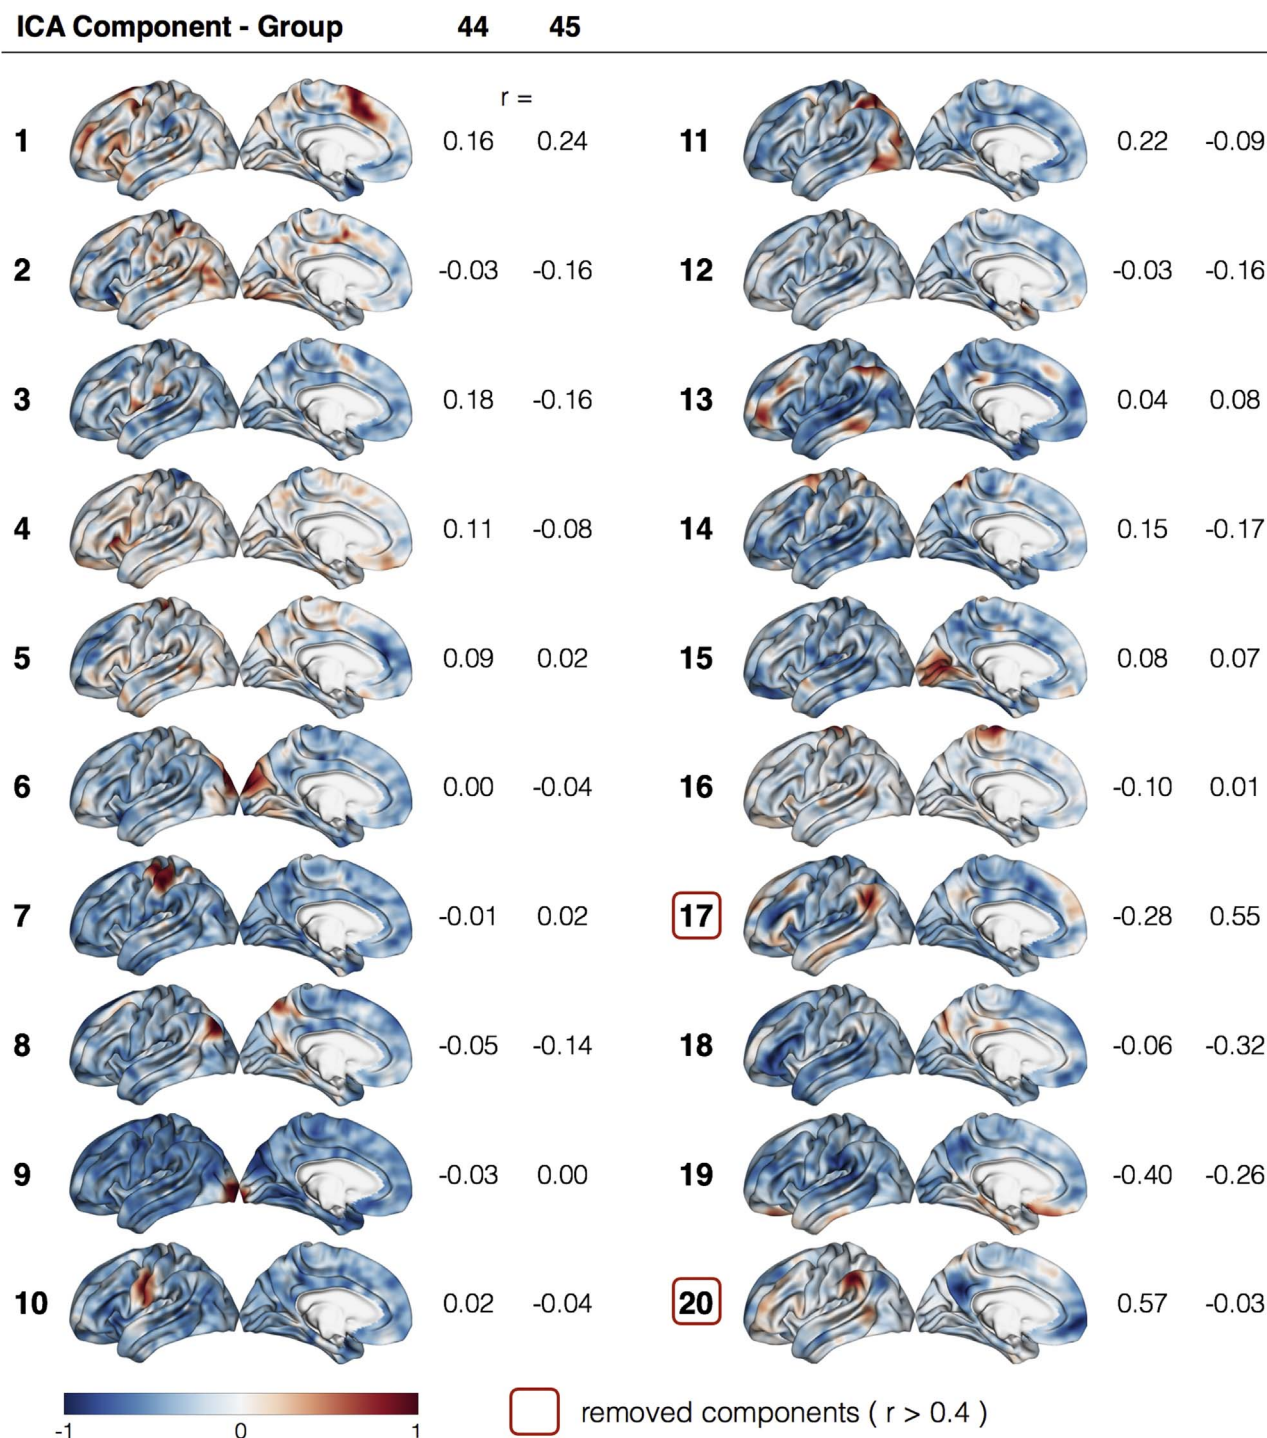 ICA Component - Group 44 45
r =
1 0.16 0.24
2 -0.03 -0.16
3 0.18 -0.16
4 0.11 -0.08
5 0.09 0.02
6 0.00 -0.04
7 -0.01 0.02
8 -0.05 -0.14
9 -0.03 0.00
10 0.02 -0.04
11 0.22 -0.09
12 -0.03 -0.16
13 0.04 0.08
14 0.15 -0.17
15 0.08 0.07
16 -0.10 0.01
17 -0.28 0.55
18 -0.06 -0.32
19 -0.40 -0.26
20 0.57 -0.03
-1 0 1
removed components ( r > 0.4 )